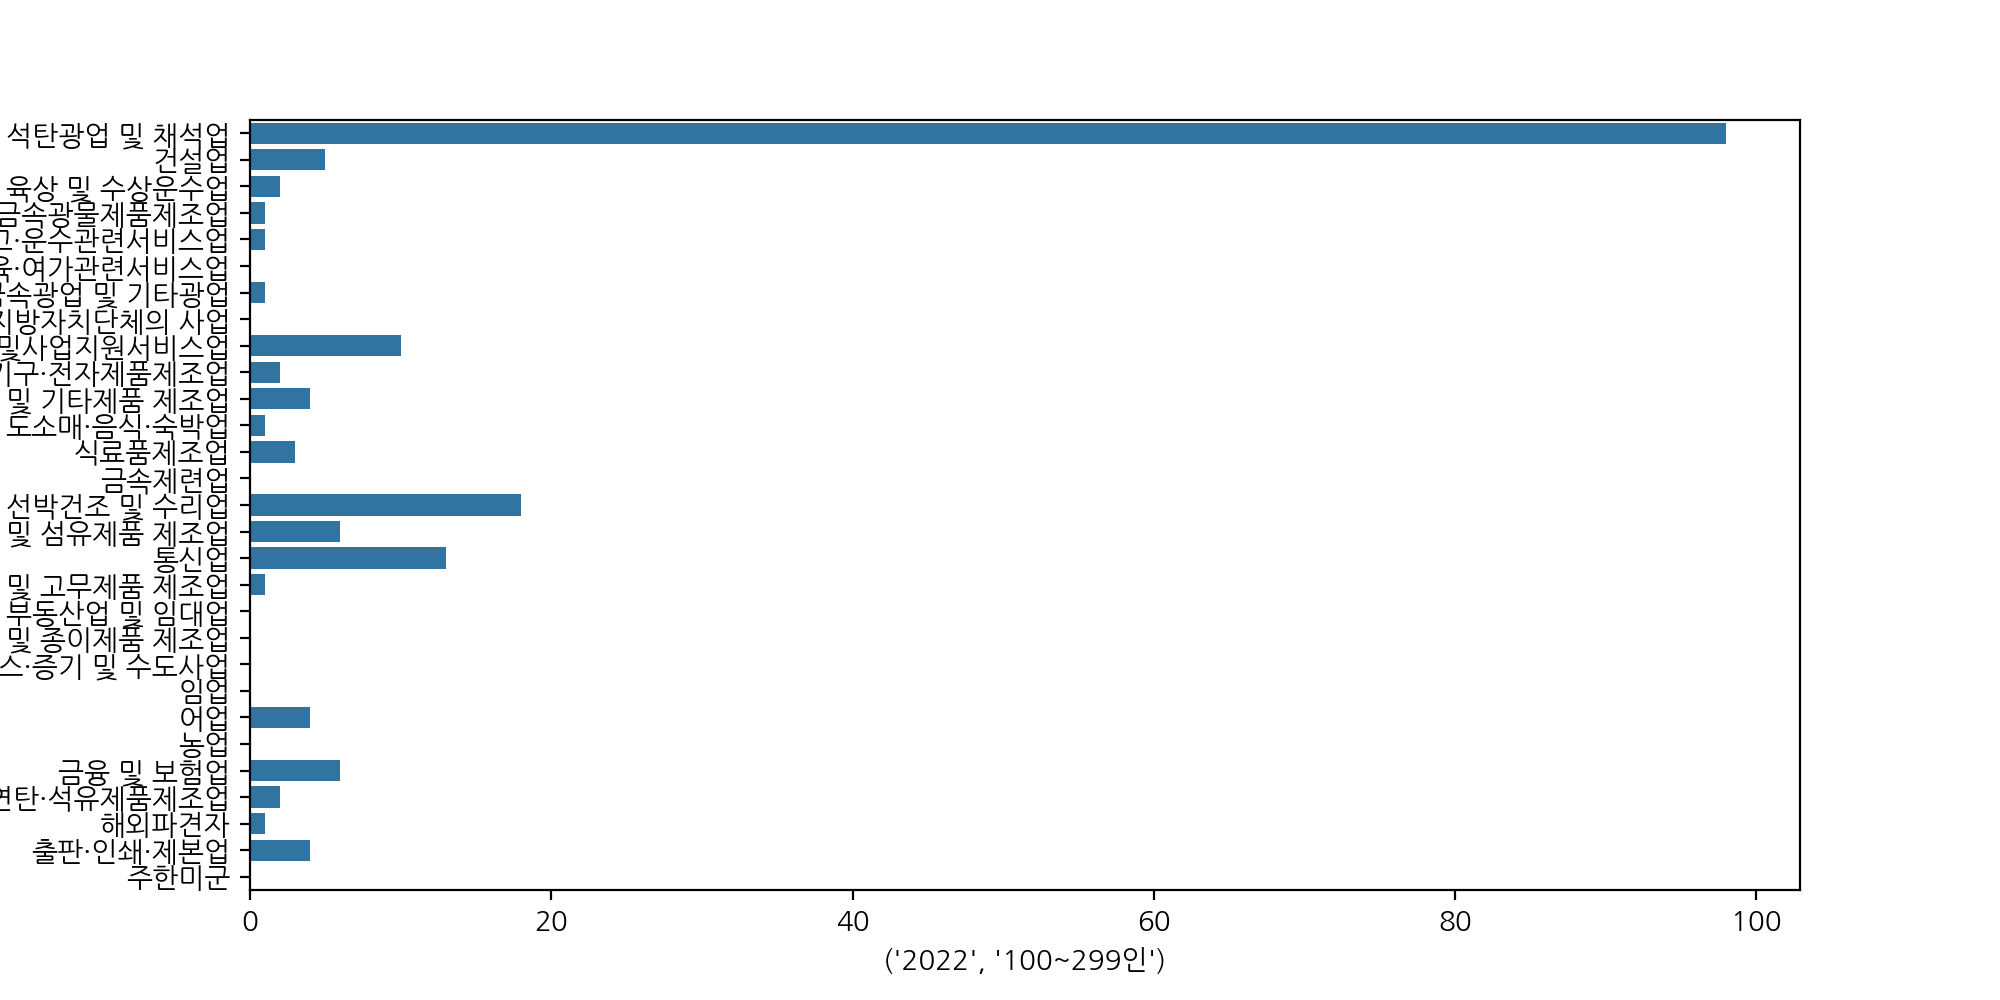 석탄광업 및 채석업
건설업
육상 및 수상운수업
금속광물제품제조업
·운수관련서비스업
·여가관련서비스업
속광업 및 기타광업
지방자치단체의 사업
및사업지원서비스업
기구·전자제품제조업
및 기타제품 제조업
도소매·음식·숙박업
식료품제조업
금속제련업
선박건조 및 수리업
및 섬유제품 제조업
통신업
및 고무제품 제조업
부동산업 및 임대업
및 종이제품 제조업
스·증기 및 수도사업
임업
어업
농업
금융 및 보험업
연탄·석유제품제조업
해외파견자
출판·인쇄·제본업
주한미군
0 20 40 60 80 100
('2022', '100~299인')